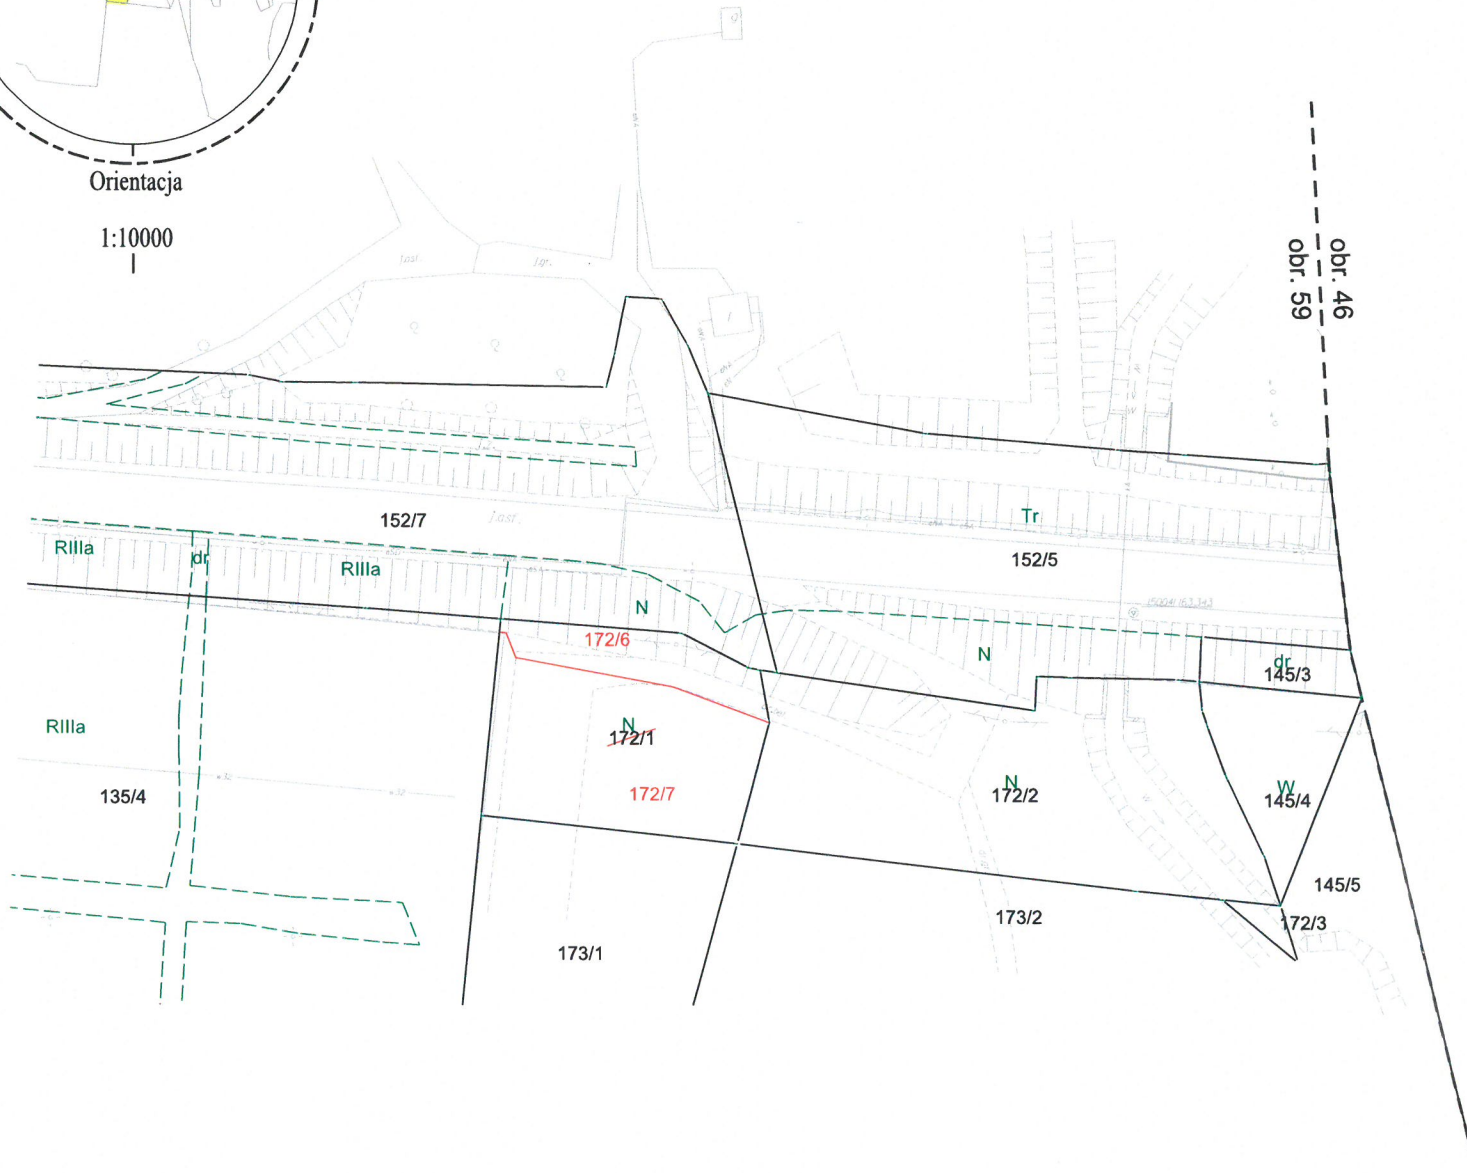 Orientacja
1:10000
obr. 46
obr. 59
Tr
152/7
152/5
RIIIa
dr
RIIIa
N
172/6
N
dr
145/3
RIIIa
N
172/1
172/7
135/4
N
172/2
W
145/4
145/5
172/3
173/2
173/1